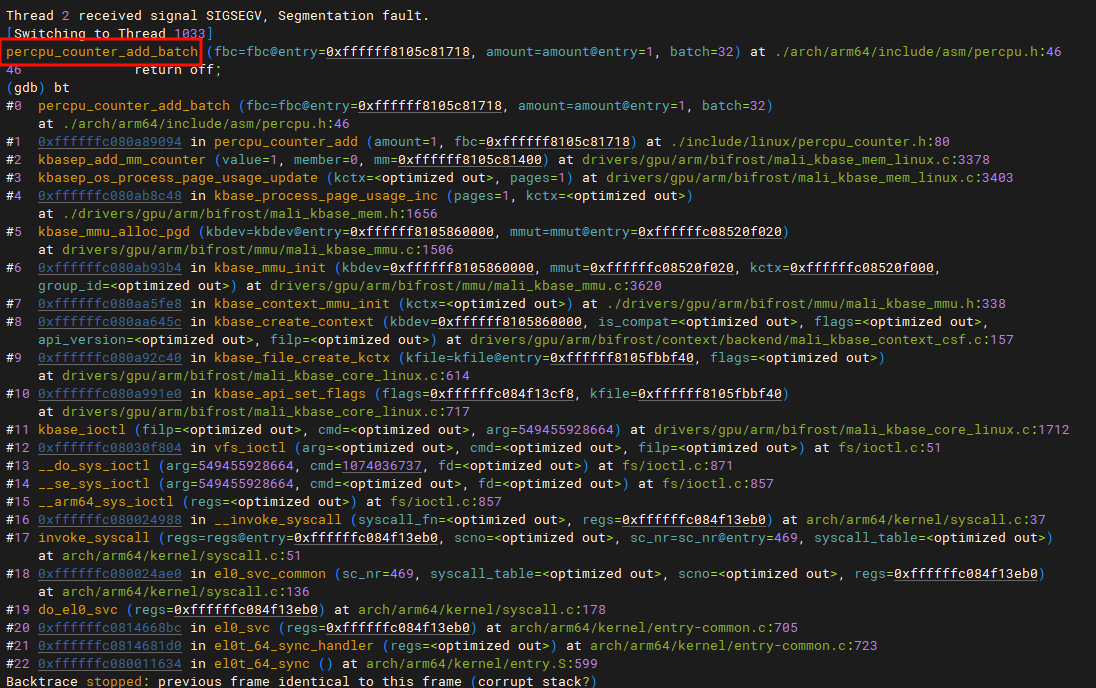 Thread 2 received signal SIGSEGV, Segmentation fault.
[Switching to Thread 1033]
percpu_counter_add_batch (fbc=fbc@entry=0xffffff8105c81718, amount=amount@entry=1, batch=32) at ./arch/arm64/include/asm/percpu.h:46
46 return off;
(gdb) bt
#0 percpu_counter_add_batch (fbc=fbc@entry=0xffffff8105c81718, amount=amount@entry=1, batch=32)
at ./arch/arm64/include/asm/percpu.h:46
#1 0xffffffc080a89094 in percpu_counter_add (amount=1, fbc=0xffffff8105c81718) at ./include/linux/percpu_counter.h:80
#2 kbasep_add_mm_counter (value=1, member=0, mm=0xffffff8105c81400) at drivers/gpu/arm/bifrost/mali_kbase_mem_linux.c:3378
#3 kbasep_os_process_page_usage_update (kctx=<optimized out>, pages=1) at drivers/gpu/arm/bifrost/mali_kbase_mem_linux.c:3403
#4 0xffffffc080ab8c48 in kbase_process_page_usage_inc (pages=1, kctx=<optimized out>)
at ./drivers/gpu/arm/bifrost/mali_kbase_mem.h:1656
#5 kbase_mmu_alloc_pgd (kbdev=kbdev@entry=0xffffff8105860000, mmut=mmut@entry=0xffffffc08520f020)
at drivers/gpu/arm/bifrost/mmu/mali_kbase_mmu.c:1506
#6 0xffffffc080ab93b4 in kbase_mmu_init (kbdev=0xffffff8105860000, mmut=0xffffffc08520f020, kctx=0xffffffc08520f000,
group_id=<optimized out>) at drivers/gpu/arm/bifrost/mmu/mali_kbase_mmu.c:3620
#7 0xffffffc080aa5fe8 in kbase_context_mmu_init (kctx=<optimized out>) at ./drivers/gpu/arm/bifrost/mmu/mali_kbase_mmu.h:338
#8 0xffffffc080aa645c in kbase_create_context (kbdev=0xffffff8105860000, is_compat=<optimized out>, flags=<optimized out>,
api_version=<optimized out>, filp=<optimized out>) at drivers/gpu/arm/bifrost/context/backend/mali_kbase_context_csf.c:157
#9 0xffffffc080a92c40 in kbase_file_create_kctx (kfile=kfile@entry=0xffffff8105fbbf40, flags=<optimized out>)
at drivers/gpu/arm/bifrost/mali_kbase_core_linux.c:614
#10 0xffffffc080a991e0 in kbase_api_set_flags (flags=0xffffffc084f13cf8, kfile=0xffffff8105fbbf40)
at drivers/gpu/arm/bifrost/mali_kbase_core_linux.c:717
#11 kbase_ioctl (filp=<optimized out>, cmd=<optimized out>, arg=549455928664) at drivers/gpu/arm/bifrost/mali_kbase_core_linux.c:1712
#12 0xffffffc08030f804 in vfs_ioctl (arg=<optimized out>, cmd=<optimized out>, filp=<optimized out>) at fs/ioctl.c:51
#13 __do_sys_ioctl (arg=549455928664, cmd=1074036737, fd=<optimized out>) at fs/ioctl.c:871
#14 __se_sys_ioctl (arg=549455928664, cmd=<optimized out>, fd=<optimized out>) at fs/ioctl.c:857
#15 __arm64_sys_ioctl (regs=<optimized out>) at fs/ioctl.c:857
#16 0xffffffc080024988 in __invoke_syscall (syscall_fn=<optimized out>, regs=0xffffffc084f13eb0) at arch/arm64/kernel/syscall.c:37
#17 invoke_syscall (regs=regs@entry=0xffffffc084f13eb0, scno=<optimized out>, sc_nr=sc_nr@entry=469, syscall_table=<optimized out>)
at arch/arm64/kernel/syscall.c:51
#18 0xffffffc080024ae0 in el0_svc_common (sc_nr=469, syscall_table=<optimized out>, scno=<optimized out>, regs=0xffffffc084f13eb0)
at arch/arm64/kernel/syscall.c:136
#19 do_el0_svc (regs=0xffffffc084f13eb0) at arch/arm64/kernel/syscall.c:178
#20 0xffffffc0814668bc in el0_svc (regs=0xffffffc084f13eb0) at arch/arm64/kernel/entry-common.c:705
#21 0xffffffc0814681d0 in el0t_64_sync_handler (regs=<optimized out>) at arch/arm64/kernel/entry-common.c:723
#22 0xffffffc080011634 in el0t_64_sync () at arch/arm64/kernel/entry.S:599
Backtrace stopped: previous frame identical to this frame (corrupt stack?)